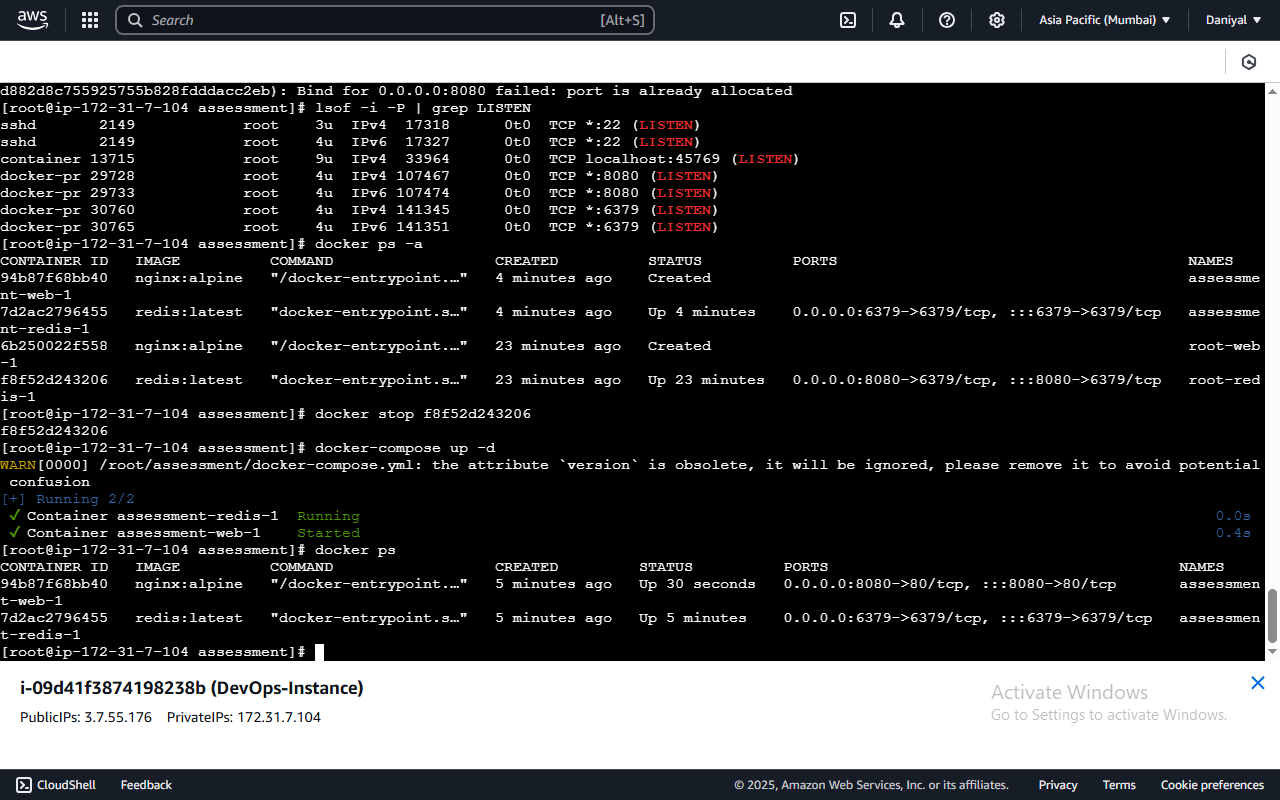 aws
Search [Alt+S]
Asia Pacific (Mumbai) ▼ Daniyal ▼
d882d8c755925755b828fdddacc2eb): Bind for 0.0.0.0:8080 failed: port is already allocated
[root@ip-172-31-7-104 assessment]# lsof -i -P | grep LISTEN
sshd       2149            root    3u  IPv4  17318      0t0  TCP *:22 (LISTEN)
sshd       2149            root    4u  IPv6  17327      0t0  TCP *:22 (LISTEN)
container 13715            root    9u  IPv4  33964      0t0  TCP localhost:45769 (LISTEN)
docker-pr 29728            root    4u  IPv4 107467      0t0  TCP *:8080 (LISTEN)
docker-pr 29733            root    4u  IPv6 107474      0t0  TCP *:8080 (LISTEN)
docker-pr 30760            root    4u  IPv4 141345      0t0  TCP *:6379 (LISTEN)
docker-pr 30765            root    4u  IPv6 141351      0t0  TCP *:6379 (LISTEN)
[root@ip-172-31-7-104 assessment]# docker ps -a
CONTAINER ID   IMAGE          COMMAND                  CREATED          STATUS          PORTS                                       NAMES
94b87f68bb40   nginx:alpine   "/docker-entrypoint.…"   4 minutes ago    Created                                                     assessme
nt-web-1
7d2ac2796455   redis:latest   "docker-entrypoint.s…"   4 minutes ago    Up 4 minutes    0.0.0.0:6379->6379/tcp, :::6379->6379/tcp   assessme
nt-redis-1
6b250022f558   nginx:alpine   "/docker-entrypoint.…"   23 minutes ago   Created                                                     root-web
-1
f8f52d243206   redis:latest   "docker-entrypoint.s…"   23 minutes ago   Up 23 minutes   0.0.0.0:8080->6379/tcp, :::8080->6379/tcp   root-red
is-1
[root@ip-172-31-7-104 assessment]# docker stop f8f52d243206
f8f52d243206
[root@ip-172-31-7-104 assessment]# docker-compose up -d
WARN[0000] /root/assessment/docker-compose.yml: the attribute `version` is obsolete, it will be ignored, please remove it to avoid potential
 confusion
[+] Running 2/2
 ✓ Container assessment-redis-1  Running 0.0s
 ✓ Container assessment-web-1    Started 0.4s
[root@ip-172-31-7-104 assessment]# docker ps
CONTAINER ID   IMAGE          COMMAND                  CREATED         STATUS          PORTS                                       NAMES
94b87f68bb40   nginx:alpine   "/docker-entrypoint.…"   5 minutes ago   Up 30 seconds   0.0.0.0:8080->80/tcp, :::8080->80/tcp       assessmen
t-web-1
7d2ac2796455   redis:latest   "docker-entrypoint.s…"   5 minutes ago   Up 5 minutes    0.0.0.0:6379->6379/tcp, :::6379->6379/tcp   assessmen
t-redis-1
[root@ip-172-31-7-104 assessment]#
i-09d41f3874198238b (DevOps-Instance)
PublicIPs: 3.7.55.176 PrivateIPs: 172.31.7.104
Activate Windows
Go to Settings to activate Windows.
CloudShell Feedback © 2025, Amazon Web Services, Inc. or its affiliates. Privacy Terms Cookie preferences